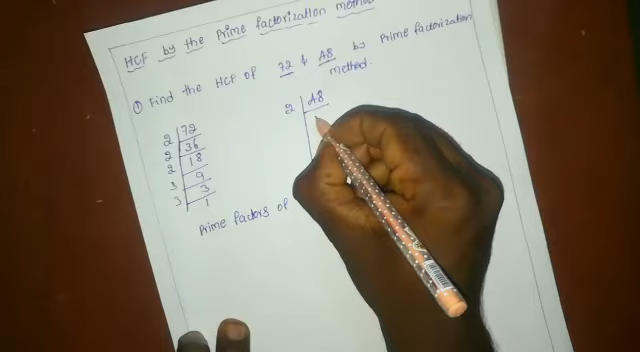 HCF by the Prime factorization method
① Find the HCF of 72 & 48 by Prime factorization
method.
2 72
2 36
2 18
3 9
3 3
1
2 48
Prime factors of